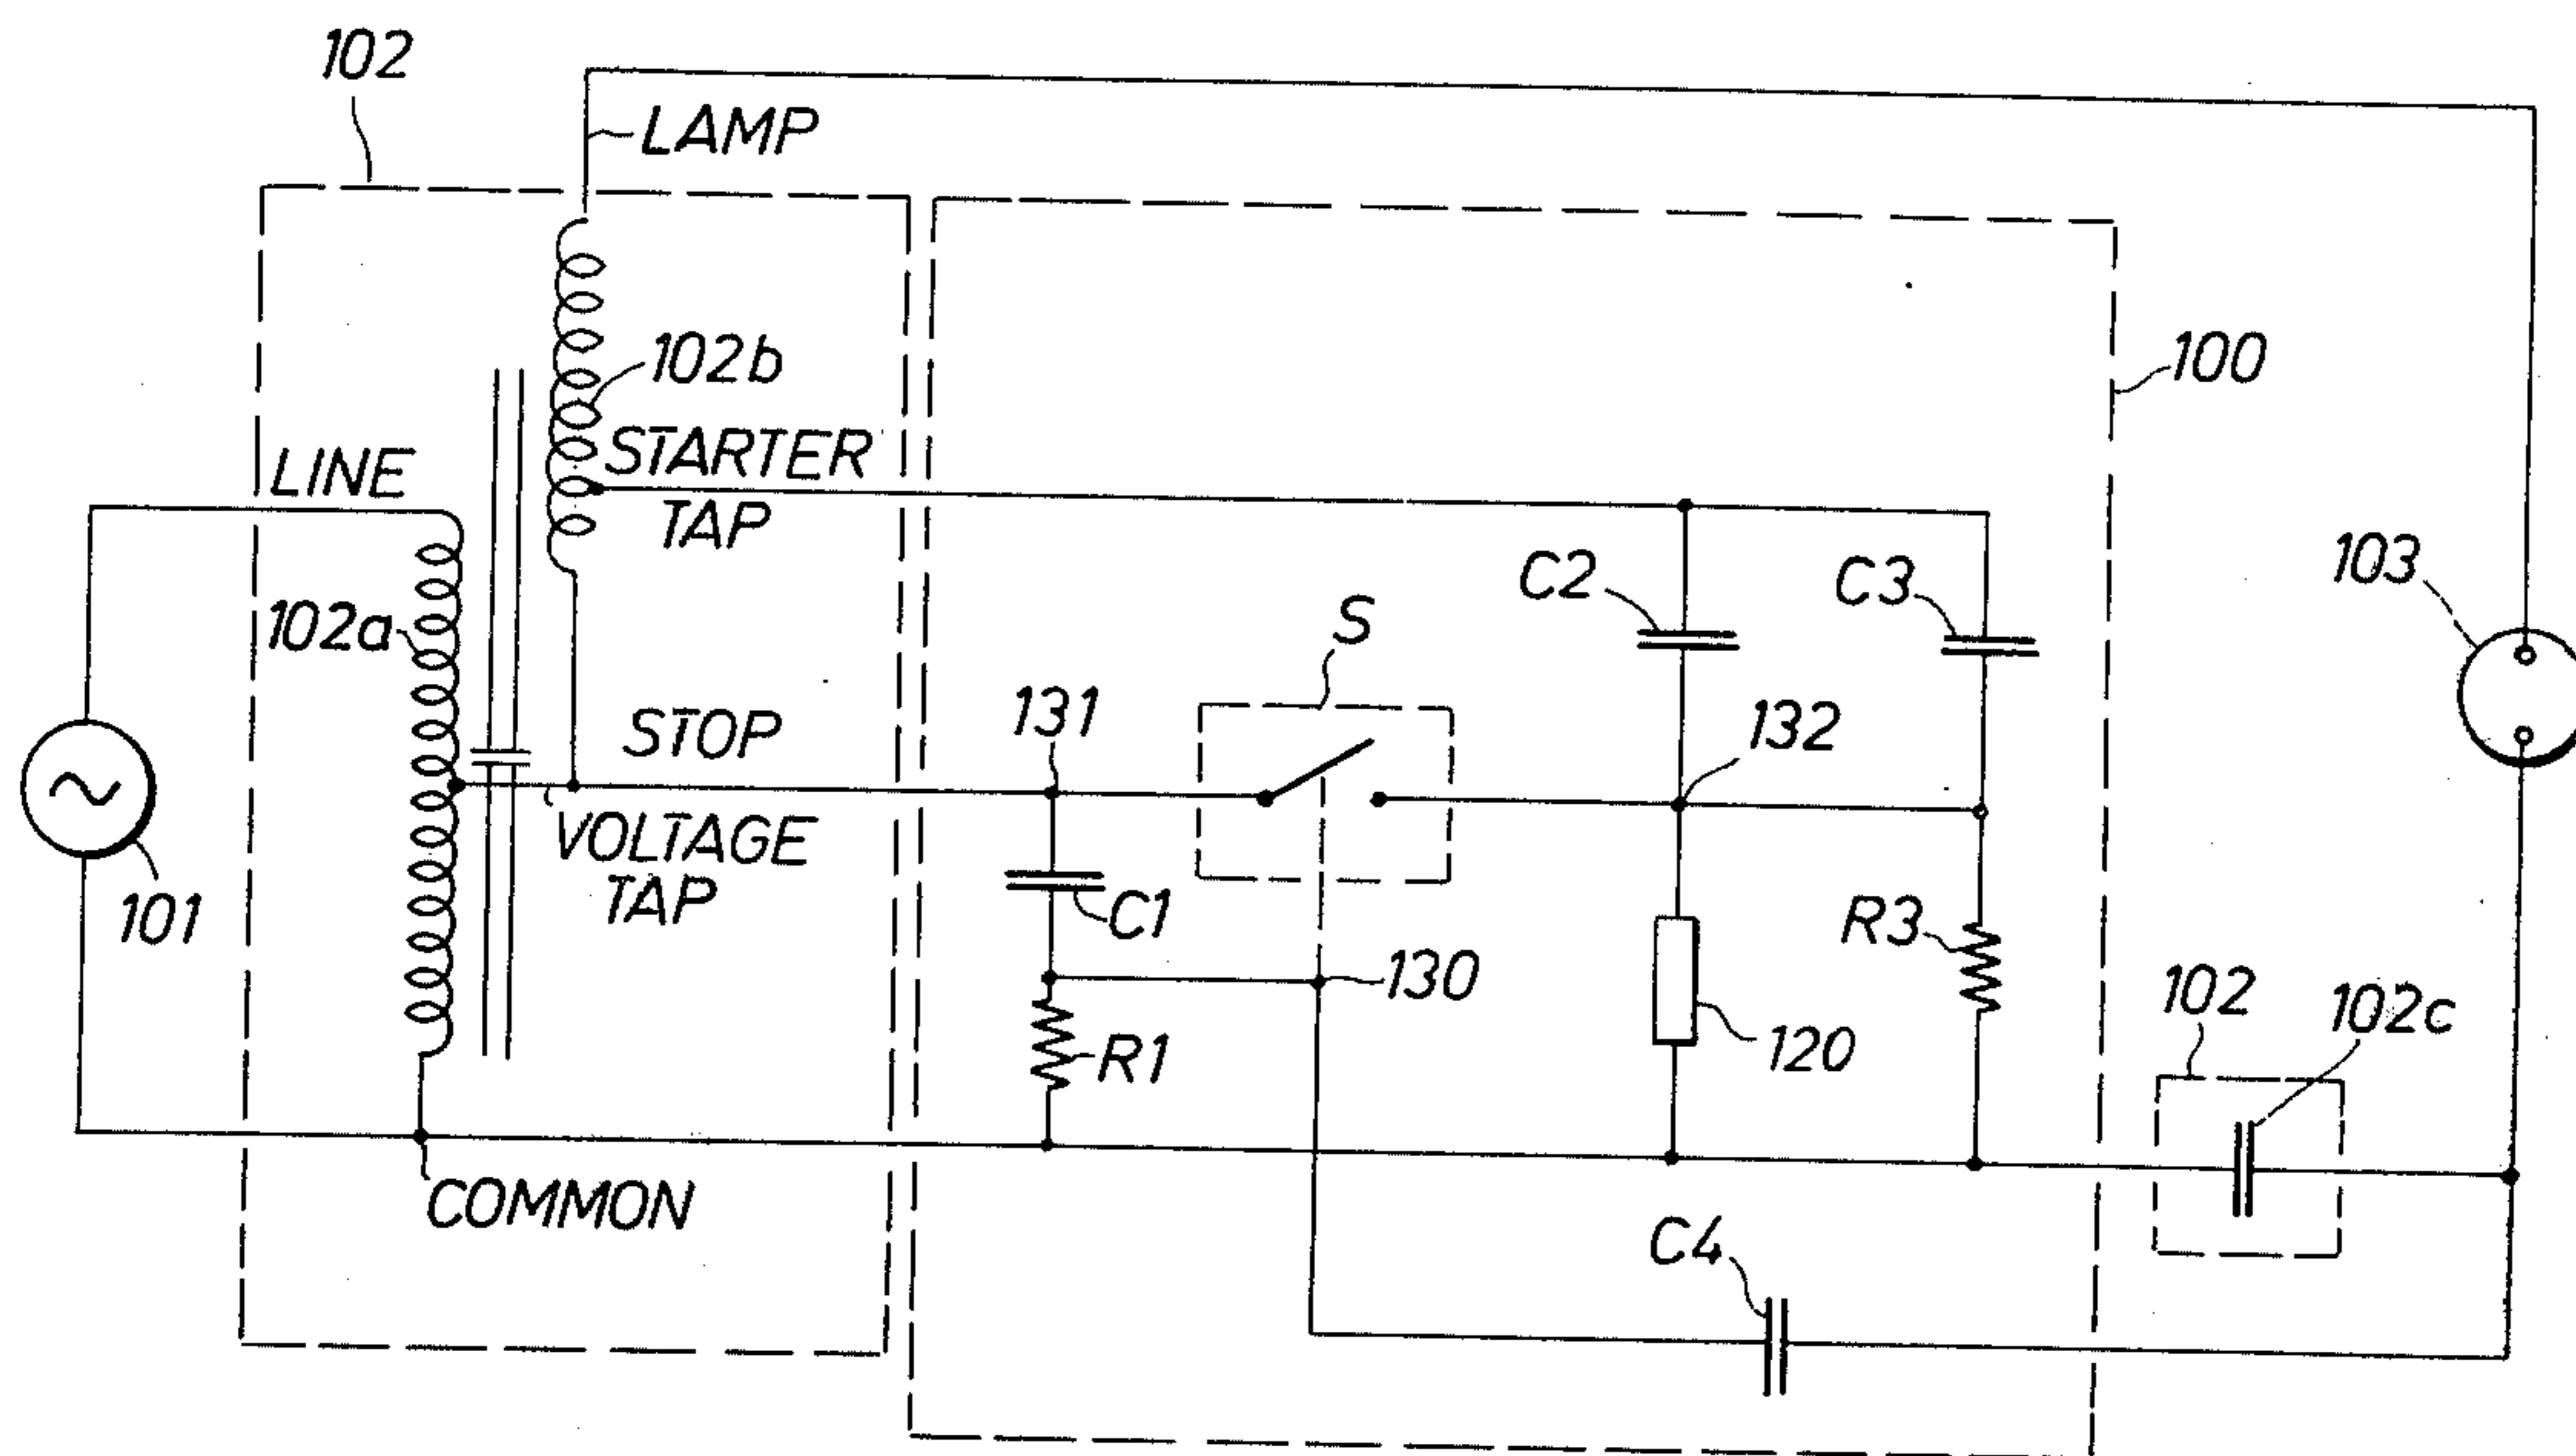 102
LAMP
102b
100
STARTER
TAP
LINE
C2
C3
103
S
102a
131
132
STOP
VOLTAGE
TAP
101
C1
R3
130
102
102c
R1
120
COMMON
C4